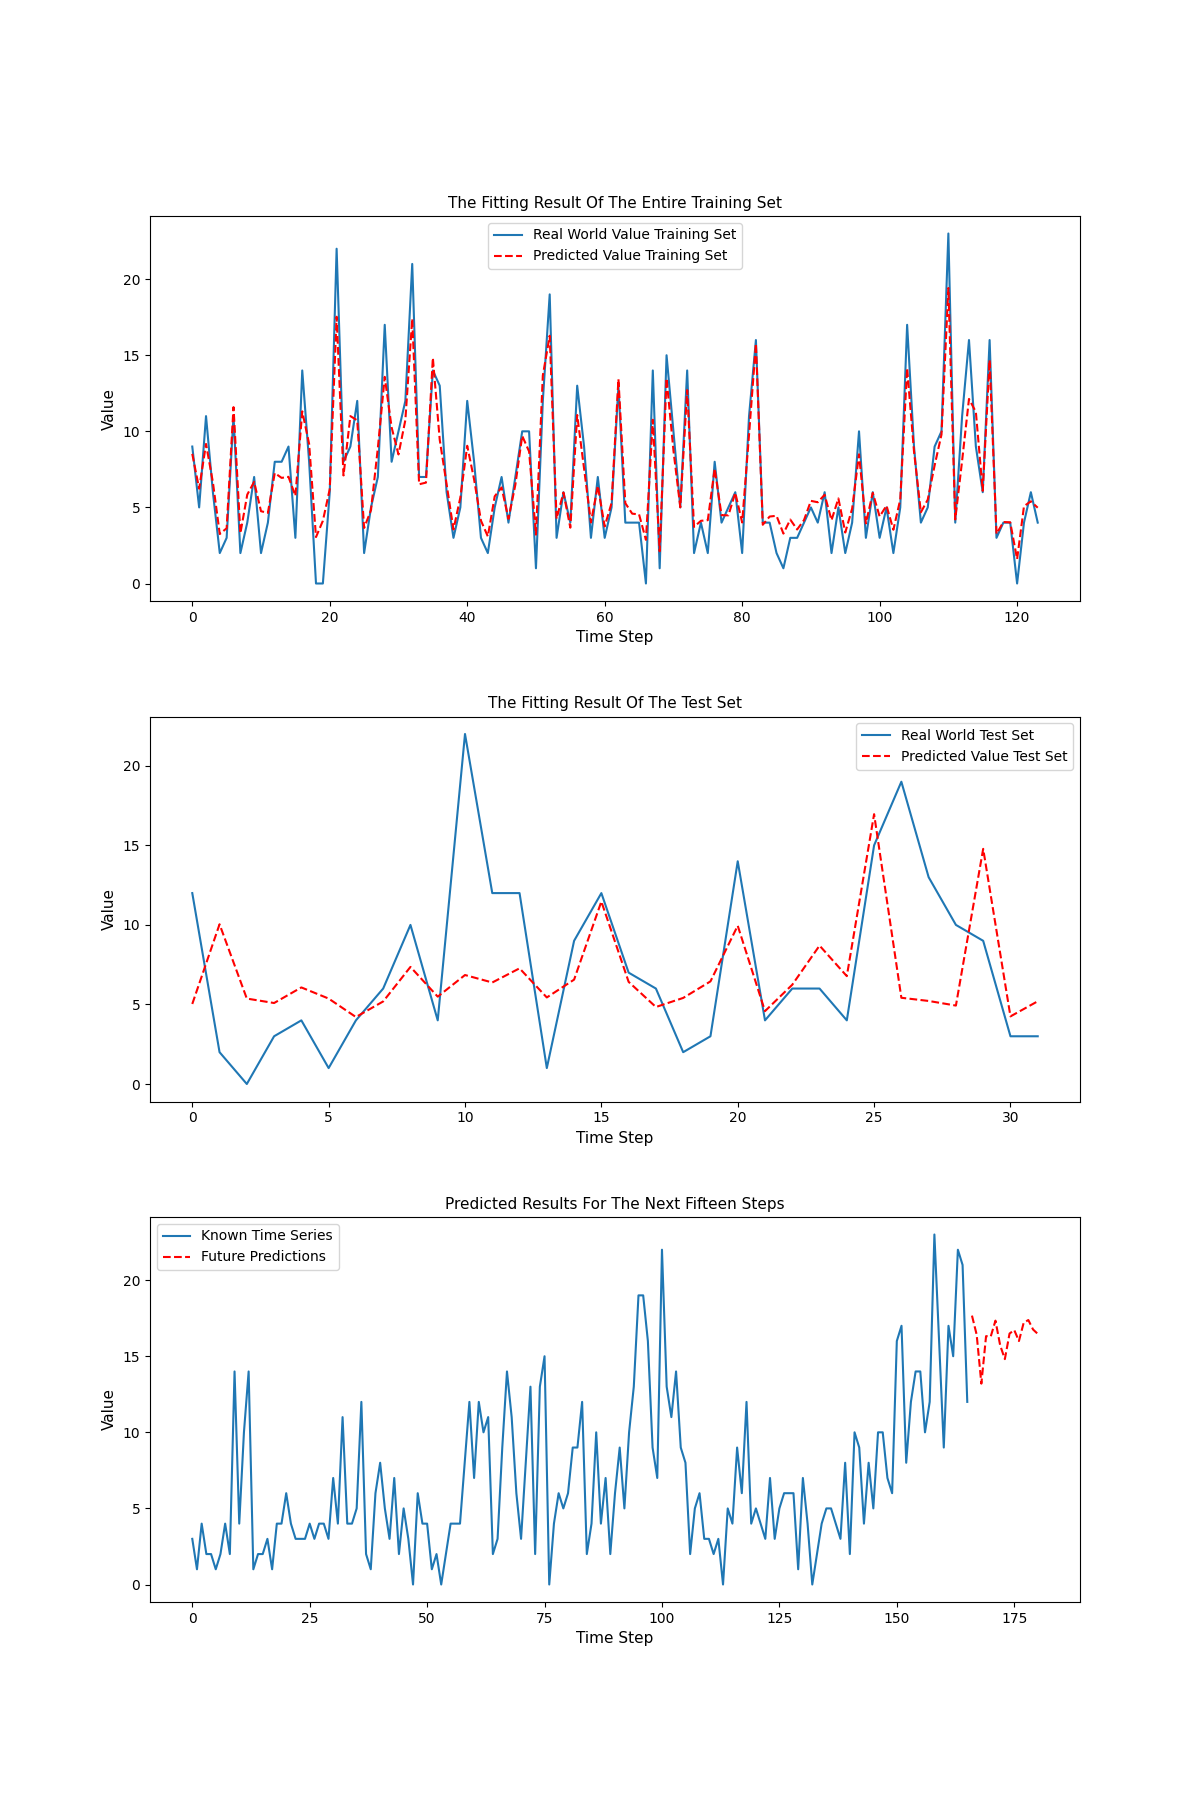 The Fitting Result Of The Entire Training Set
Real World Value Training Set
Predicted Value Training Set
Value
20
15
10
5
0
0 20 40 60 80 100 120
Time Step
The Fitting Result Of The Test Set
Real World Test Set
Predicted Value Test Set
Value
20
15
10
5
0
0 5 10 15 20 25 30
Time Step
Predicted Results For The Next Fifteen Steps
Known Time Series
Future Predictions
Value
20
15
10
5
0
0 25 50 75 100 125 150 175
Time Step